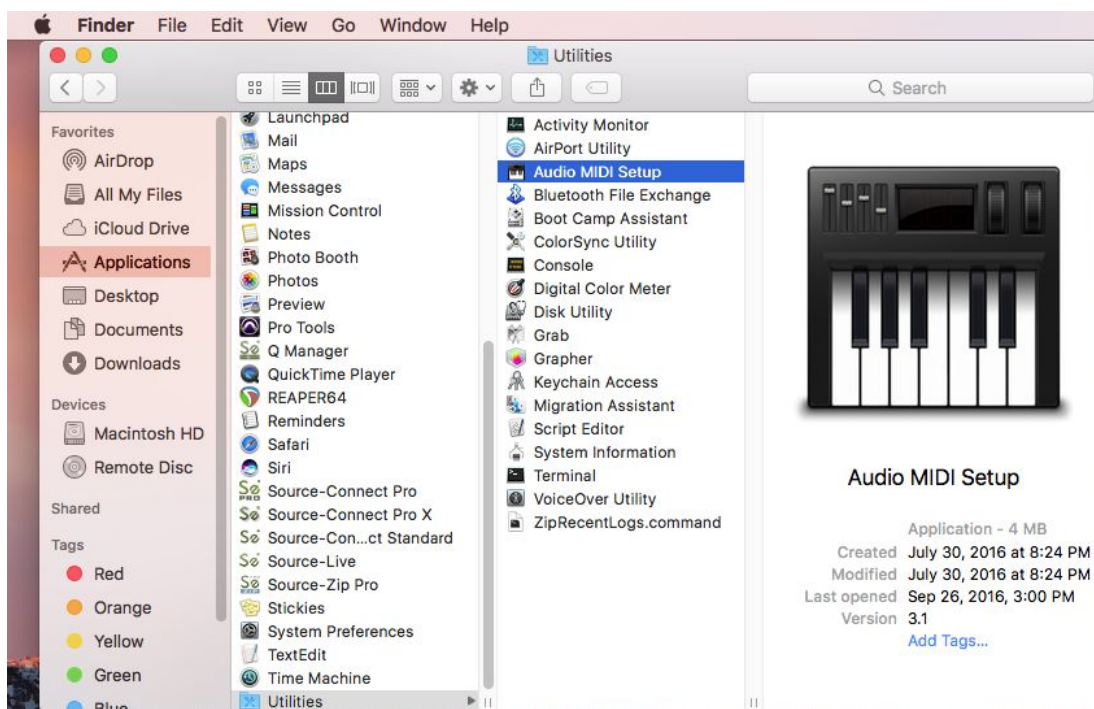 Finder File Edit View Go Window Help
Utilities
Search
Favorites
AirDrop
All My Files
iCloud Drive
Applications
Desktop
Documents
Downloads
Devices
Macintosh HD
Remote Disc
Shared
Tags
Red
Orange
Yellow
Green
Blue
Launchpad
Mail
Maps
Messages
Mission Control
Notes
Photo Booth
Photos
Preview
Pro Tools
Q Manager
QuickTime Player
REAPER64
Reminders
Safari
Siri
Source-Connect Pro
Source-Connect Pro X
Source-Con...ct Standard
Source-Live
Source-Zip Pro
Stickies
System Preferences
TextEdit
Time Machine
Utilities
Activity Monitor
AirPort Utility
Audio MIDI Setup
Bluetooth File Exchange
Boot Camp Assistant
ColorSync Utility
Console
Digital Color Meter
Disk Utility
Grab
Grapher
Keychain Access
Migration Assistant
Script Editor
System Information
Terminal
VoiceOver Utility
ZipRecentLogs.command
Audio MIDI Setup
Application - 4 MB
Created July 30, 2016 at 8:24 PM
Modified July 30, 2016 at 8:24 PM
Last opened Sep 26, 2016, 3:00 PM
Version 3.1
Add Tags...